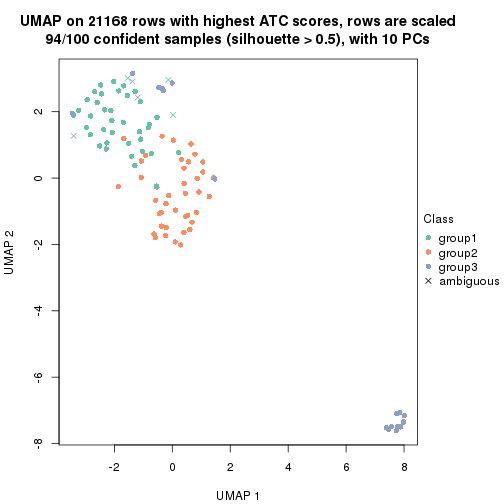 UMAP on 21168 rows with highest ATC scores, rows are scaled
94/100 confident samples (silhouette > 0.5), with 10 PCs
2
0
-2
-4
-6
-8
UMAP 2
-2
0
2
4
6
8
UMAP 1
Class
group1
group2
group3
ambiguous